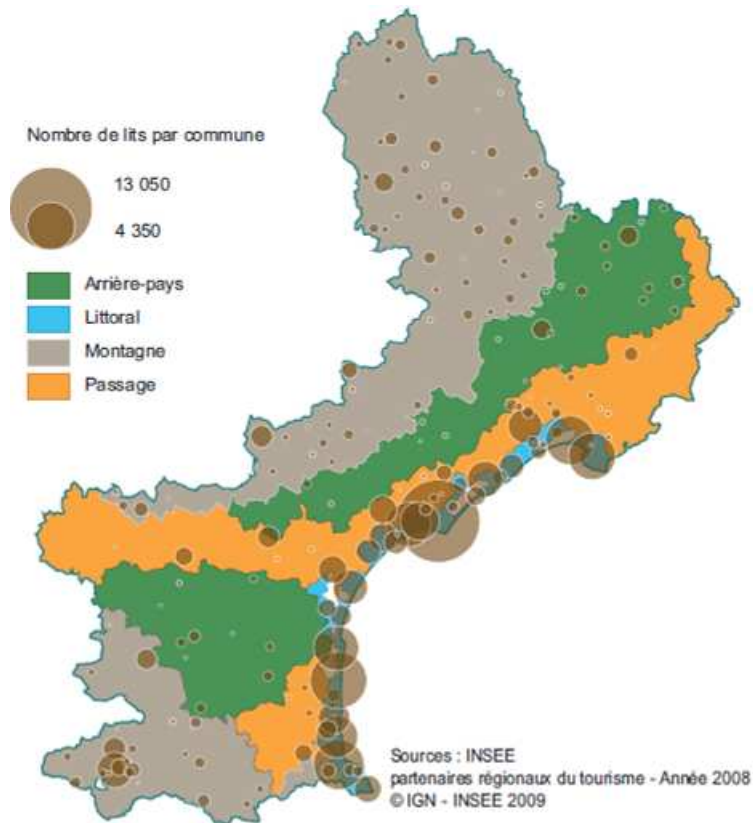 Nombre de lits par commune
13 050
4 350
Arrière-pays
Littoral
Montagne
Passage
Sources : INSEE
partenaires régionaux du tourisme - Année 2008
© IGN - INSEE 2009